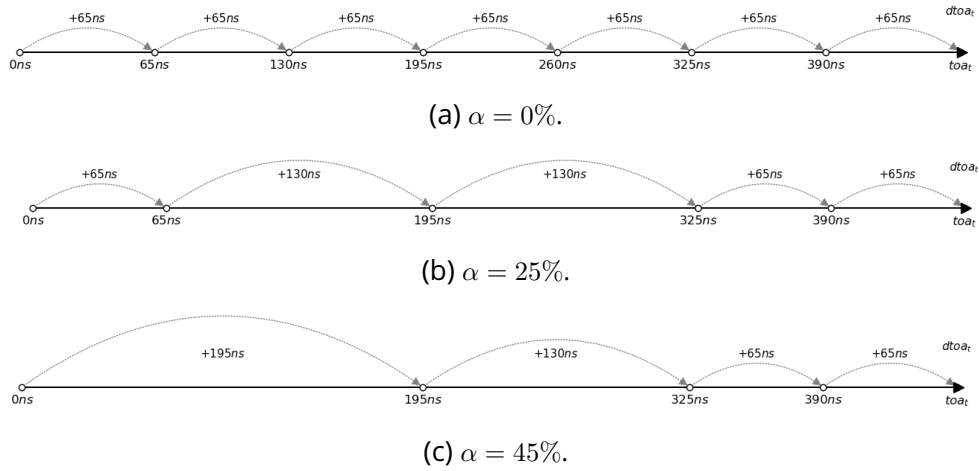 +65ns +65ns +65ns +65ns +65ns +65ns +65ns dtoa_t
0ns 65ns 130ns 195ns 260ns 325ns 390ns toa_t
(a) α = 0%.
+65ns +130ns +130ns +65ns +65ns dtoa_t
0ns 65ns 195ns 325ns 390ns toa_t
(b) α = 25%.
+195ns +130ns +65ns +65ns dtoa_t
0ns 195ns 325ns 390ns toa_t
(c) α = 45%.